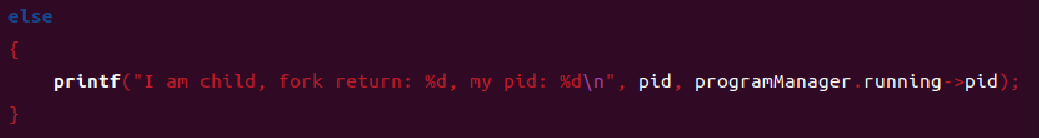 else
{
    printf("I am child, fork return: %d, my pid: %d\n", pid, programManager.running->pid);
}